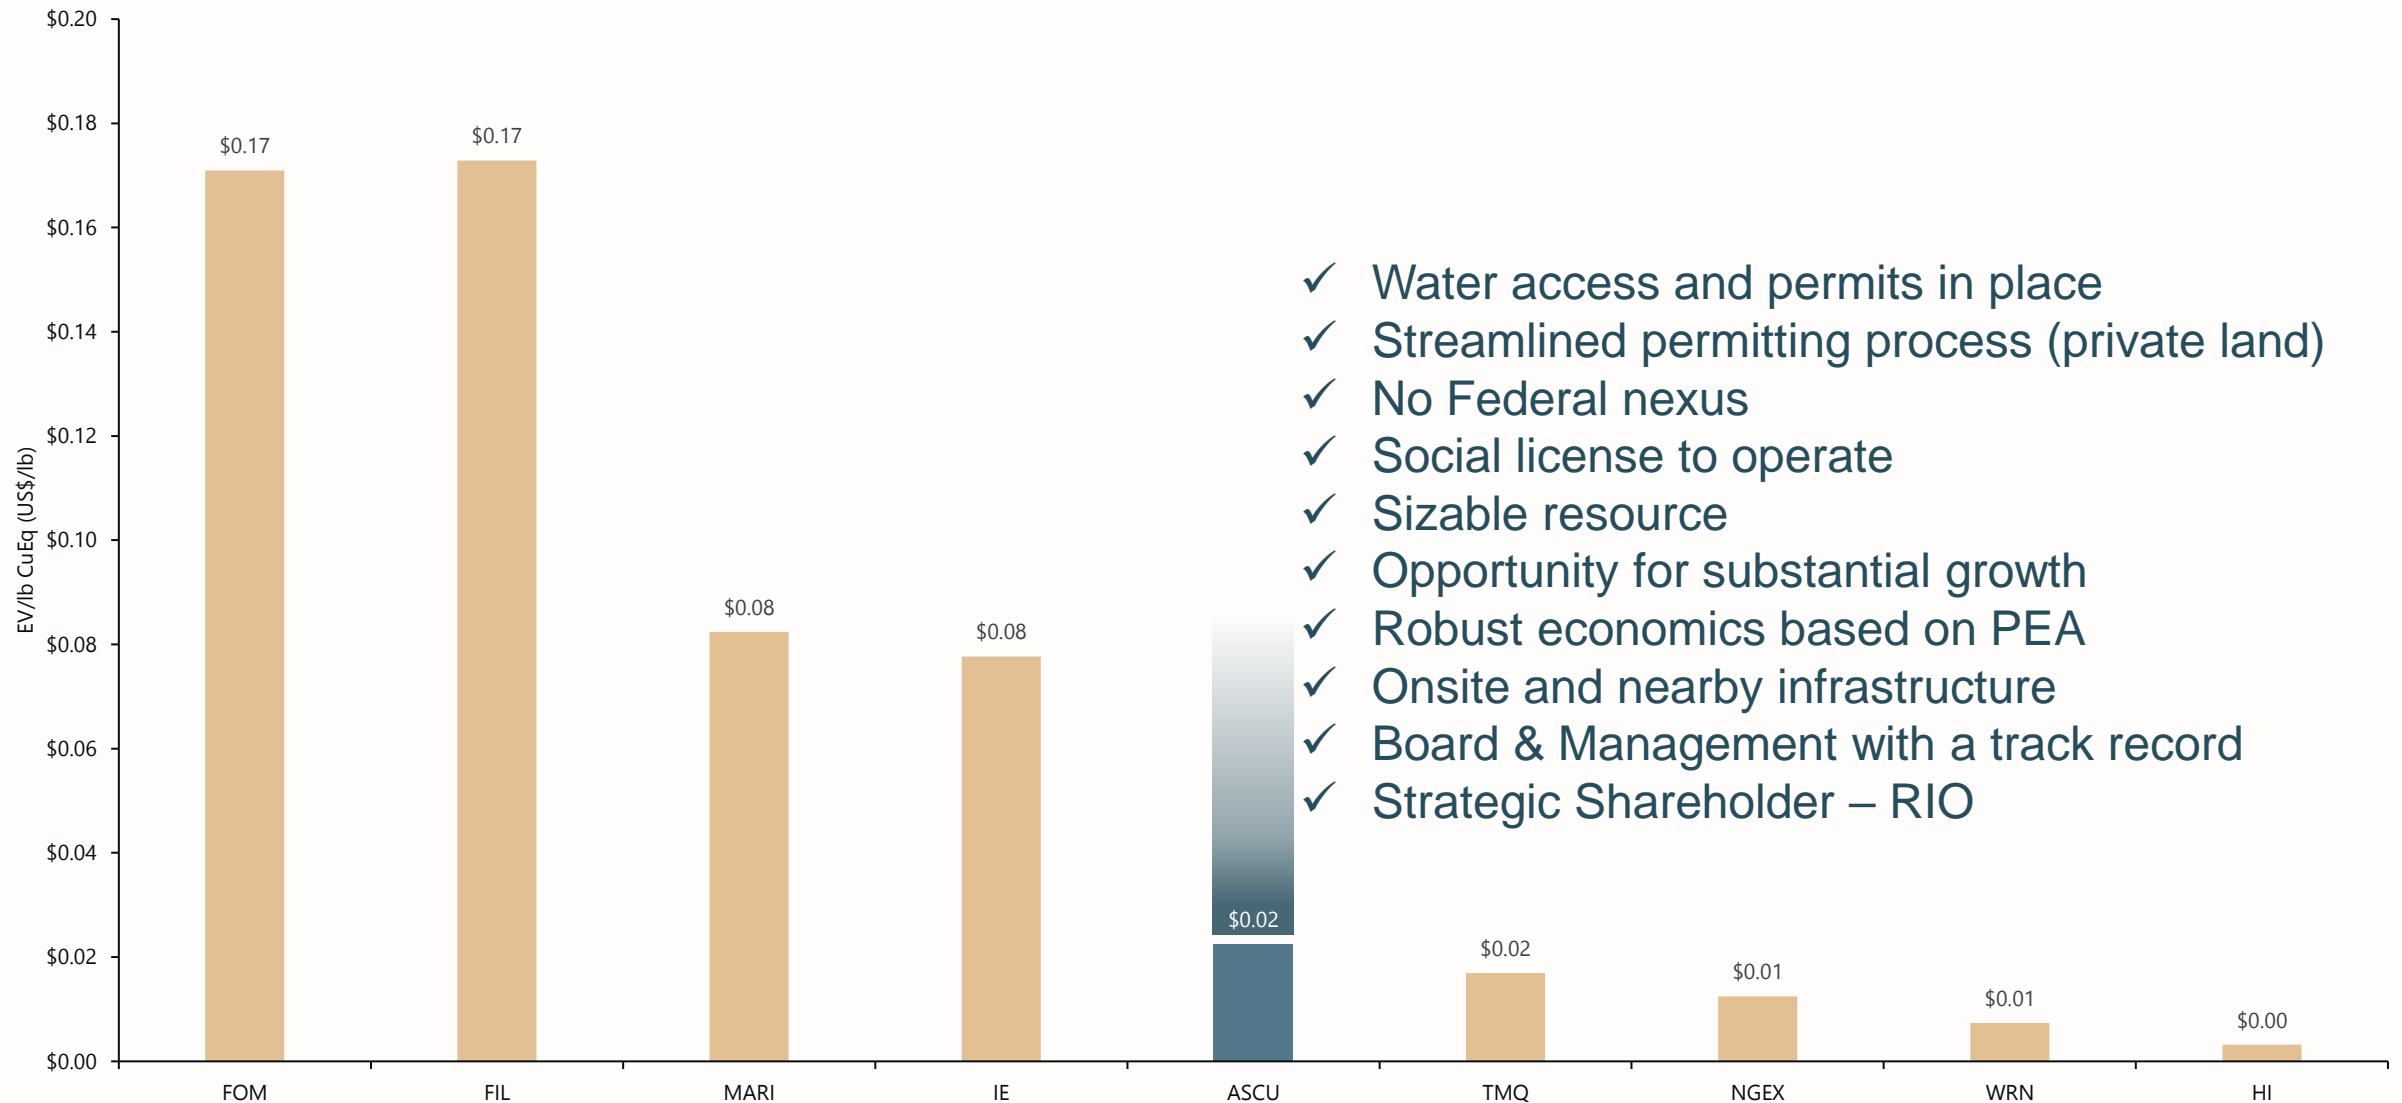 $0.20
$0.18
$0.16
$0.14
$0.12
$0.10
$0.08
$0.06
$0.04
$0.02
$0.00
EV/lb CuEq (US$/lb)
$0.17
$0.17
$0.08
$0.08
$0.02
$0.02
$0.01
$0.01
$0.00
✓ Water access and permits in place
✓ Streamlined permitting process (private land)
✓ No Federal nexus
✓ Social license to operate
✓ Sizable resource
✓ Opportunity for substantial growth
✓ Robust economics based on PEA
✓ Onsite and nearby infrastructure
✓ Board & Management with a track record
✓ Strategic Shareholder – RIO
FOM
FIL
MARI
IE
ASCU
TMQ
NGEX
WRN
HI